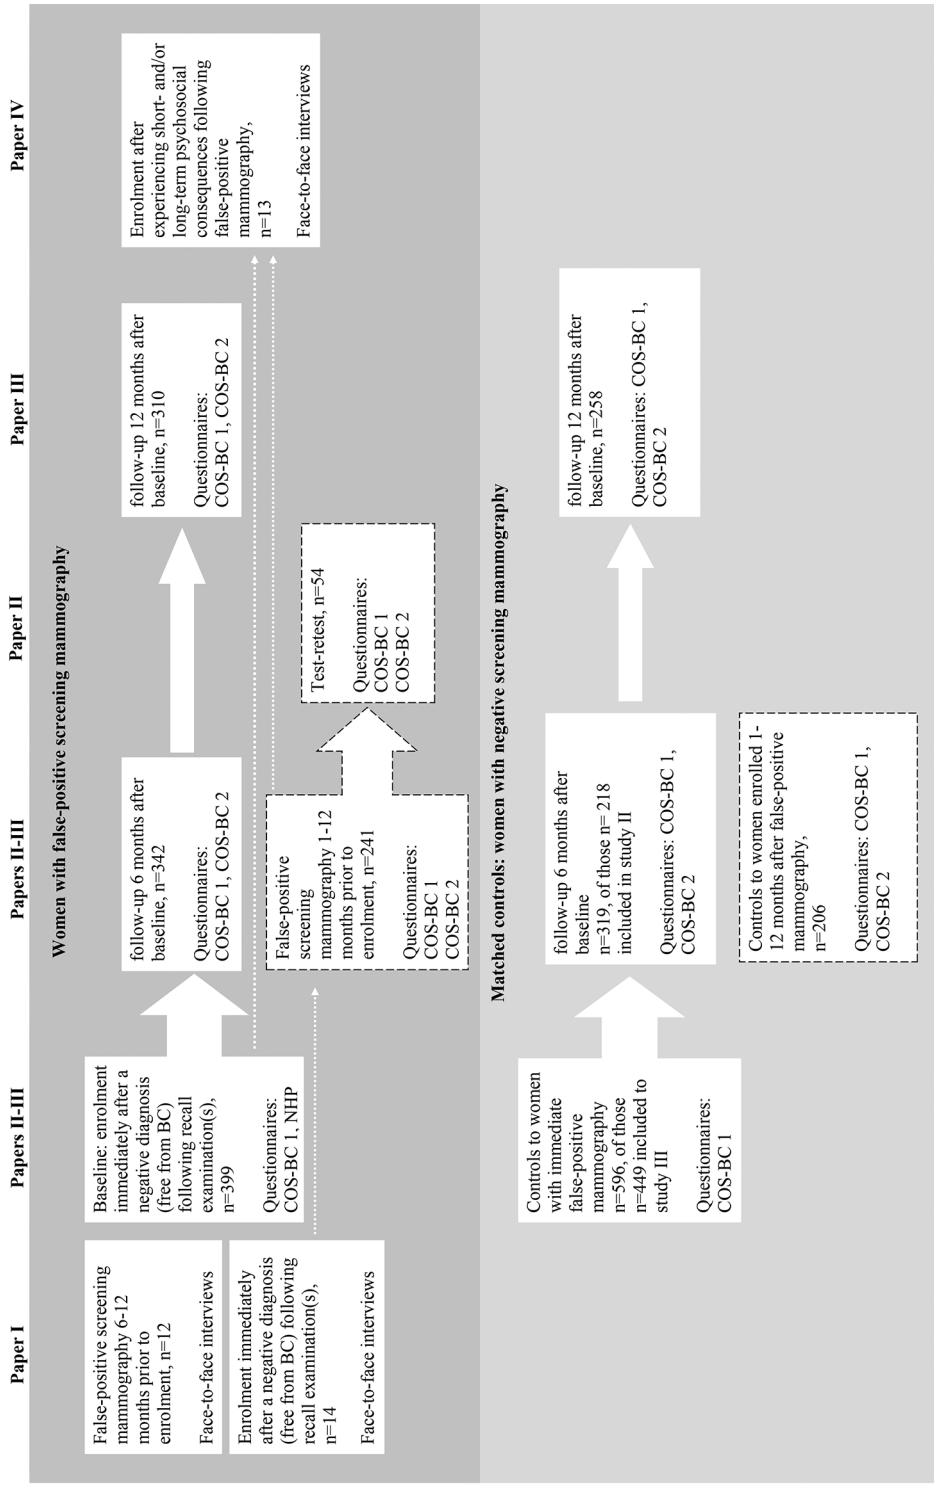 Paper I
Papers II-III
Papers II-III
Paper II
Paper III
Paper IV
Women with false-positive screening mammography
False-positive screening
mammography 6-12
months prior to
enrolment, n=12
Face-to-face interviews
Enrolment immediately
after a negative diagnosis
(free from BC) following
recall examination(s),
n=14
Face-to-face interviews
Baseline: enrolment
immediately after a
negative diagnosis
(free from BC)
following recall
examination(s),
n=399
Questionnaires:
COS-BC 1, NHP
follow-up 6 months after
baseline, n=342
Questionnaires:
COS-BC 1, COS-BC 2
False-positive
screening
mammography 1-12
months prior to
enrolment, n=241
Questionnaires:
COS-BC 1
COS-BC 2
Test-retest, n=54
Questionnaires:
COS-BC 1
COS-BC 2
follow-up 12 months after
baseline, n=310
Questionnaires:
COS-BC 1, COS-BC 2
Enrolment after
experiencing short- and/or
long-term psychosocial
consequences following
false-positive
mammography,
n=13
Face-to-face interviews
Matched controls: women with negative screening mammography
Controls to women
with immediate
false-positive
mammography
n=596, of those
n=449 included to
study III
Questionnaires:
COS-BC 1
follow-up 6 months after
baseline
n=319, of those n= 218
included in study II
Questionnaires: COS-BC 1,
COS-BC 2
Controls to women enrolled 1-
12 months after false-positive
mammography,
n=206
Questionnaires: COS-BC 1,
COS-BC 2
follow-up 12 months after
baseline, n=258
Questionnaires: COS-BC 1,
COS-BC 2